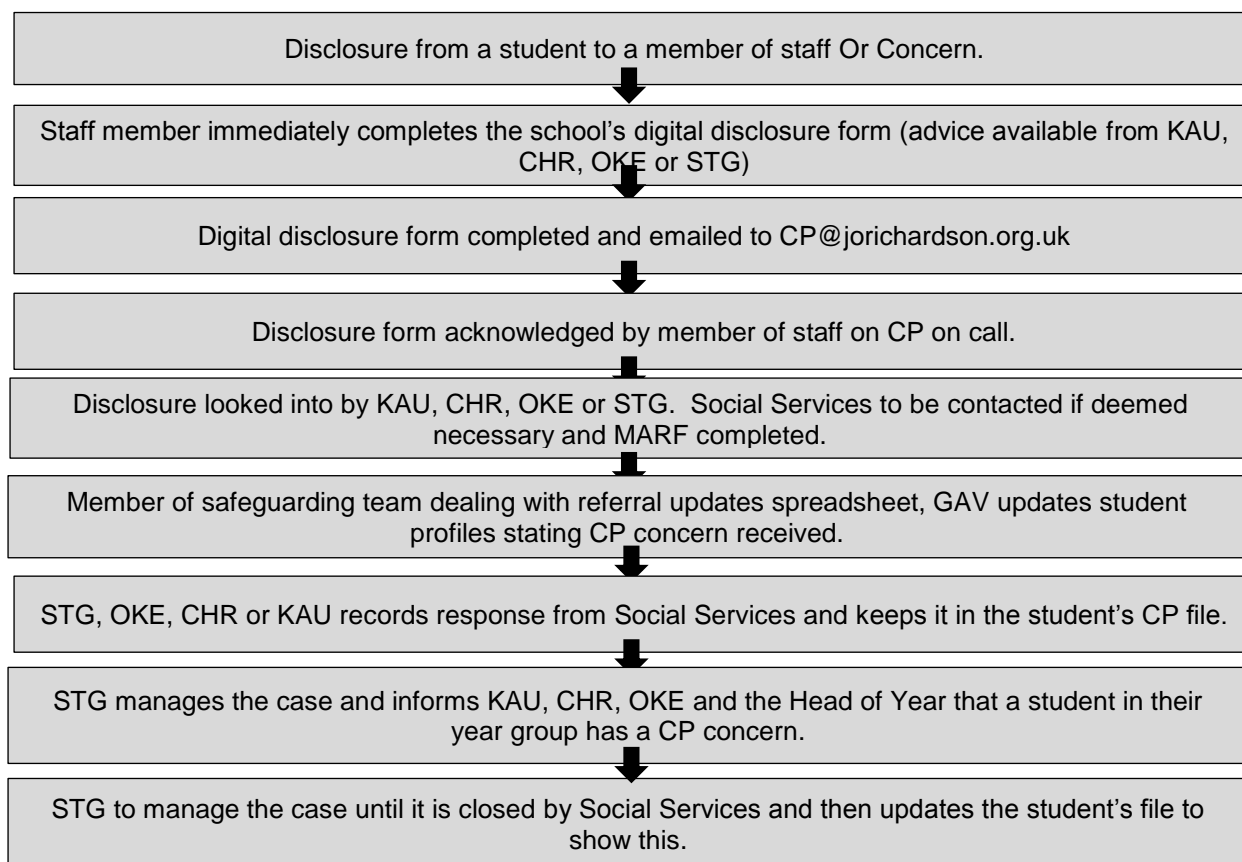 Disclosure from a student to a member of staff Or Concern.
Staff member immediately completes the school’s digital disclosure form (advice available from KAU,
CHR, OKE or STG)
Digital disclosure form completed and emailed to CP@jorichardson.org.uk
Disclosure form acknowledged by member of staff on CP on call.
Disclosure looked into by KAU, CHR, OKE or STG.  Social Services to be contacted if deemed
necessary and MARF completed.
Member of safeguarding team dealing with referral updates spreadsheet, GAV updates student
profiles stating CP concern received.
STG, OKE, CHR or KAU records response from Social Services and keeps it in the student’s CP file.
STG manages the case and informs KAU, CHR, OKE and the Head of Year that a student in their
year group has a CP concern.
STG to manage the case until it is closed by Social Services and then updates the student’s file to
show this.